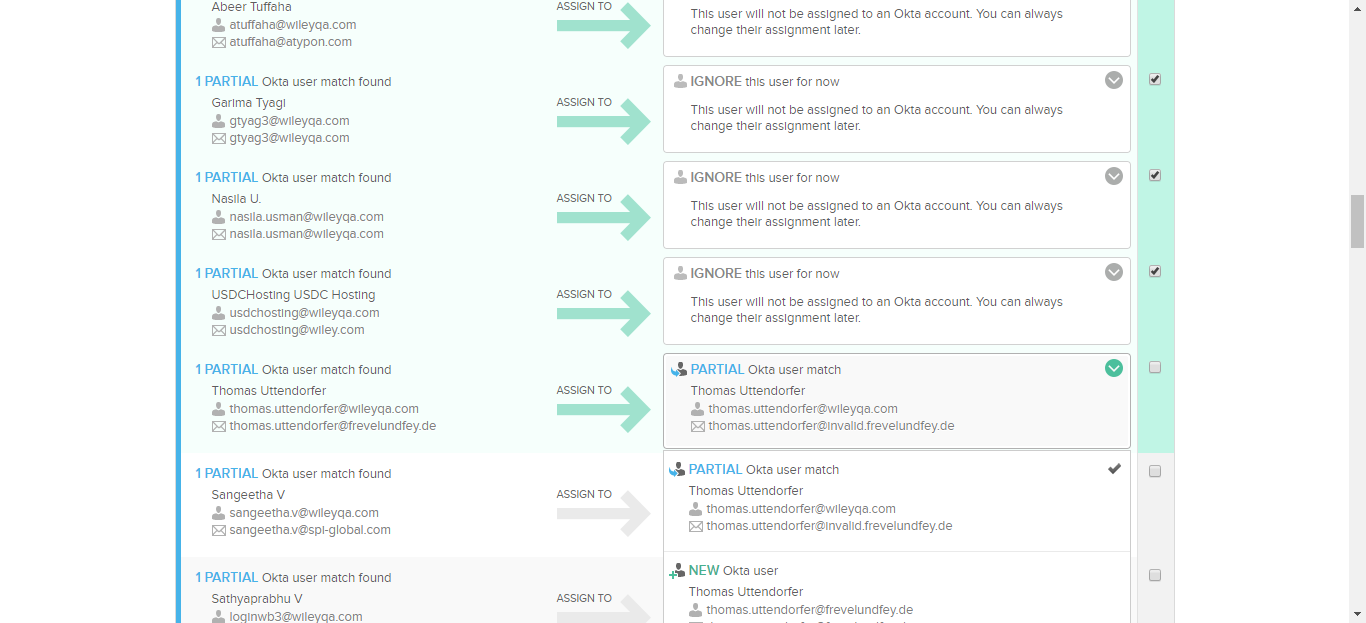 Abeer Tuffaha
atuffaha@wileyqa.com
atuffaha@atypon.com
ASSIGN TO
This user will not be assigned to an Okta account. You can always
change their assignment later.
1 PARTIAL Okta user match found
Garima Tyagi
gtyag3@wileyqa.com
gtyag3@wileyqa.com
ASSIGN TO
IGNORE this user for now
This user will not be assigned to an Okta account. You can always
change their assignment later.
1 PARTIAL Okta user match found
Nasila U.
nasila.usman@wileyqa.com
nasila.usman@wileyqa.com
ASSIGN TO
IGNORE this user for now
This user will not be assigned to an Okta account. You can always
change their assignment later.
1 PARTIAL Okta user match found
USDCHosting USDC Hosting
usdchosting@wileyqa.com
usdchosting@wiley.com
ASSIGN TO
IGNORE this user for now
This user will not be assigned to an Okta account. You can always
change their assignment later.
1 PARTIAL Okta user match found
Thomas Uttendorfer
thomas.uttendorfer@wileyqa.com
thomas.uttendorfer@frevelundfey.de
ASSIGN TO
PARTIAL Okta user match
Thomas Uttendorfer
thomas.uttendorfer@wileyqa.com
thomas.uttendorfer@invalid.frevelundfey.de
1 PARTIAL Okta user match found
Sangeetha V
sangeetha.v@wileyqa.com
sangeetha.v@spi-global.com
ASSIGN TO
PARTIAL Okta user match
Thomas Uttendorfer
thomas.uttendorfer@wileyqa.com
thomas.uttendorfer@invalid.frevelundfey.de
1 PARTIAL Okta user match found
Sathyaprabhu V
loginwb3@wileyqa.com
ASSIGN TO
NEW Okta user
Thomas Uttendorfer
thomas.uttendorfer@frevelundfey.de